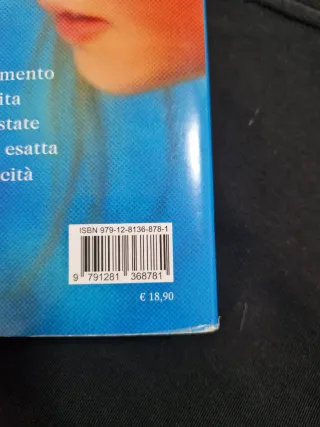 mento
ita
state
esatta
cità
ISBN 979-12-8136-878-1
9 791281 368781
€ 18,90